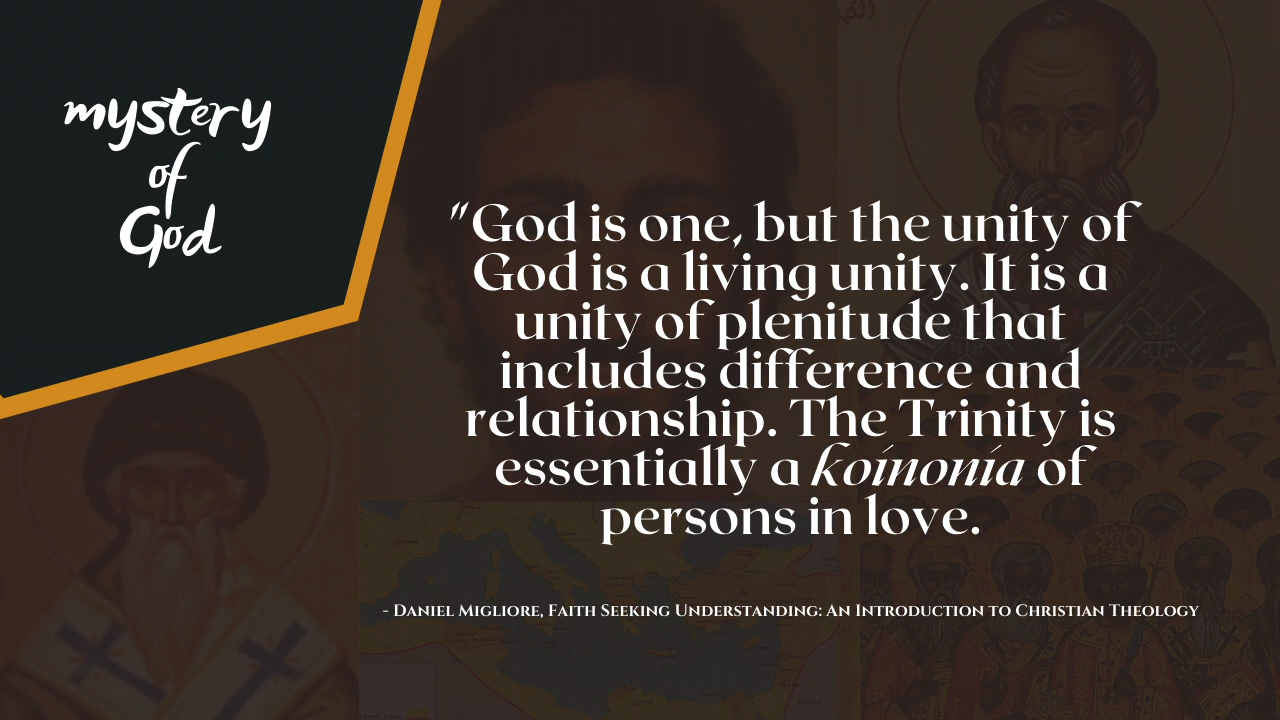 mystery
of
God
"God is one, but the unity of
God is a living unity. It is a
unity of plenitude that
includes difference and
relationship. The Trinity is
essentially a koinonia of
persons in love.
- Daniel Migliore, Faith Seeking Understanding: An Introduction to Christian Theology